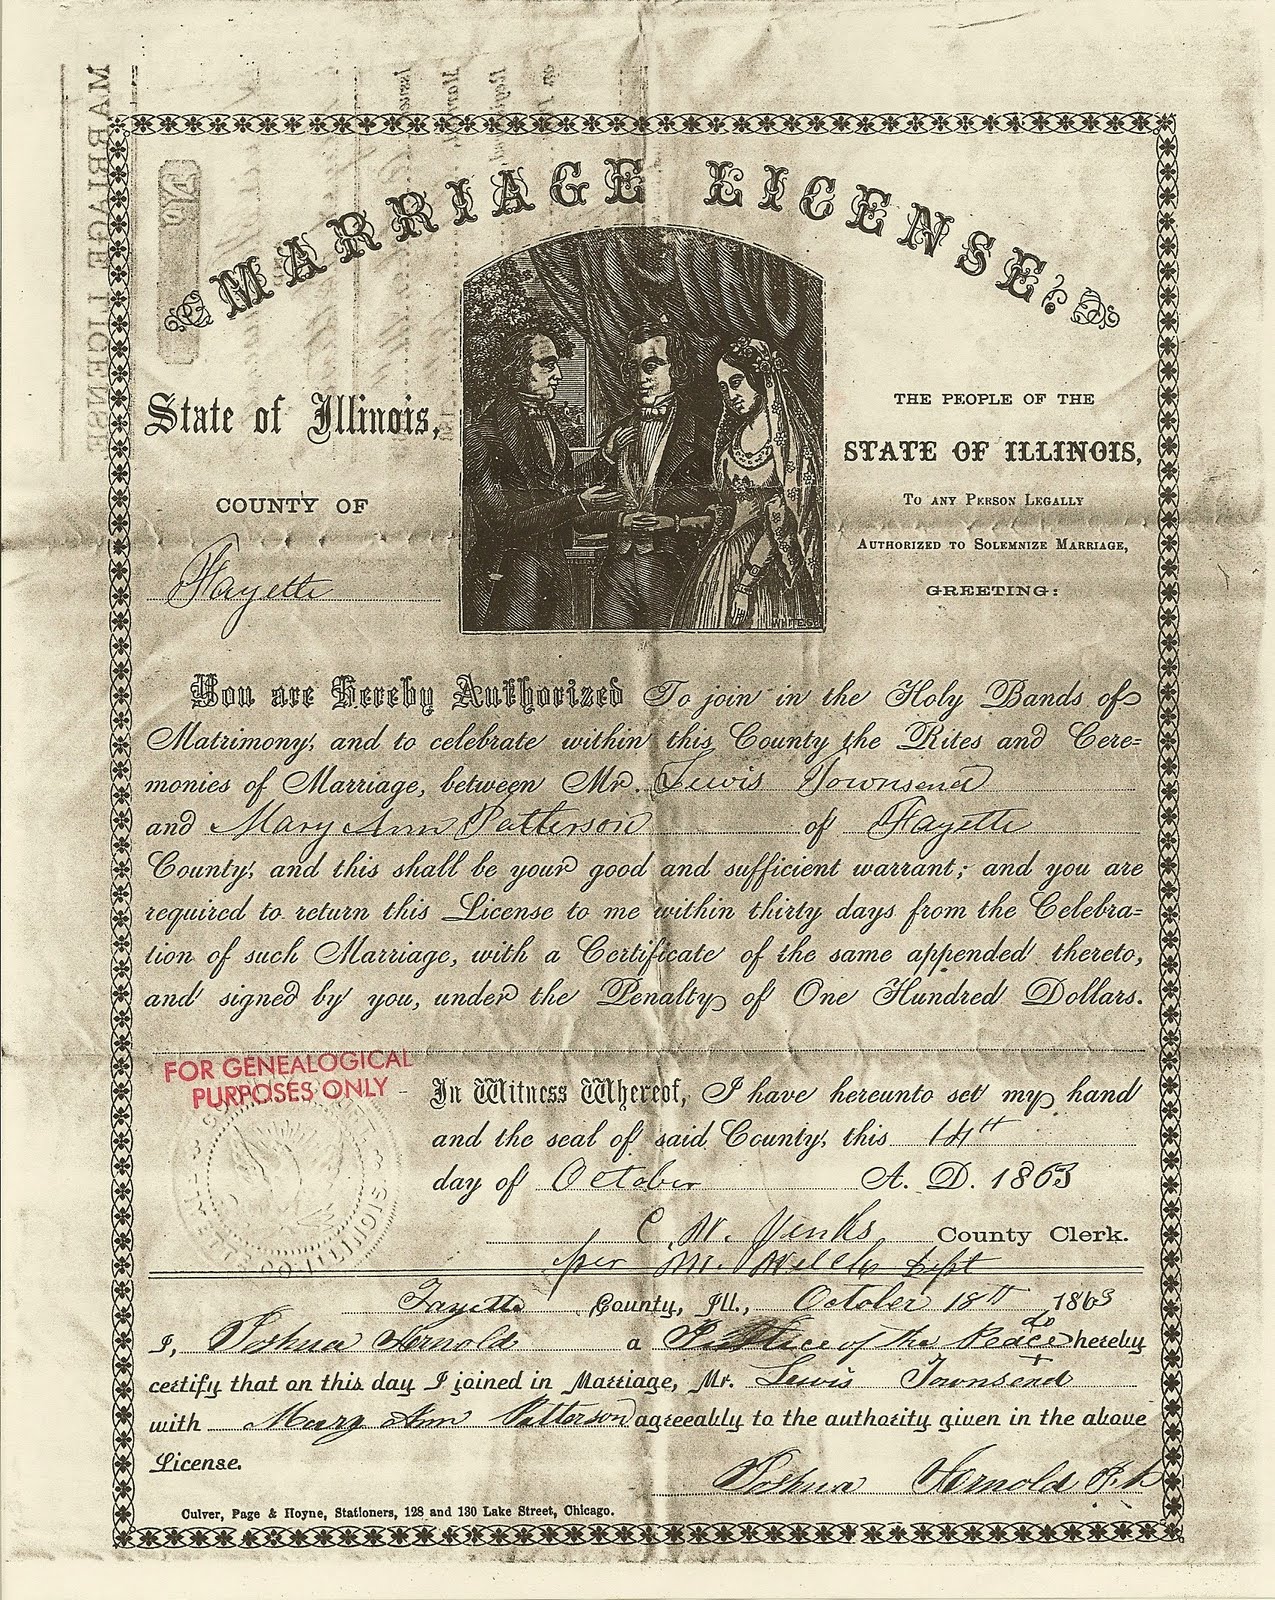 MARRIAGE LICENSE.
State of Illinois,
COUNTY OF
Fayette
THE PEOPLE OF THE
STATE OF ILLINOIS,
TO ANY PERSON LEGALLY
AUTHORIZED TO SOLEMNIZE MARRIAGE,
GREETING:
WHITE SC
You are Hereby Authorized To join in the Holy Bands of
Matrimony, and to celebrate within this County the Rites and Cere=
monies of Marriage, between Mr. Lewis Townsend
and Mary Ann Patterson of Fayette
County, and this shall be your good and sufficient warrant; and you are
required to return this License to me within thirty days from the Celebra=
tion of such Marriage, with a Certificate of the same appended thereto,
and signed by you, under the Penalty of One Hundred Dollars.
FOR GENEALOGICAL
PURPOSES ONLY
In Witness Whereof, I have hereunto set my hand
and the seal of said County, this 14th
day of October A. D. 1863
C. W. Jenks County Clerk.
per M. Welch Dept
Fayette County, Ill., October 18th 1863
I, Joshua Arnold a Justice of the Peace do hereby
certify that on this day I joined in Marriage, Mr. Lewis Townsend
with Mary Ann Patterson agreeably to the authority given in the above
License.
Joshua Arnold
Culver, Page & Hoyne, Stationers, 128 and 130 Lake Street, Chicago.
MARRIAGE LICENSE